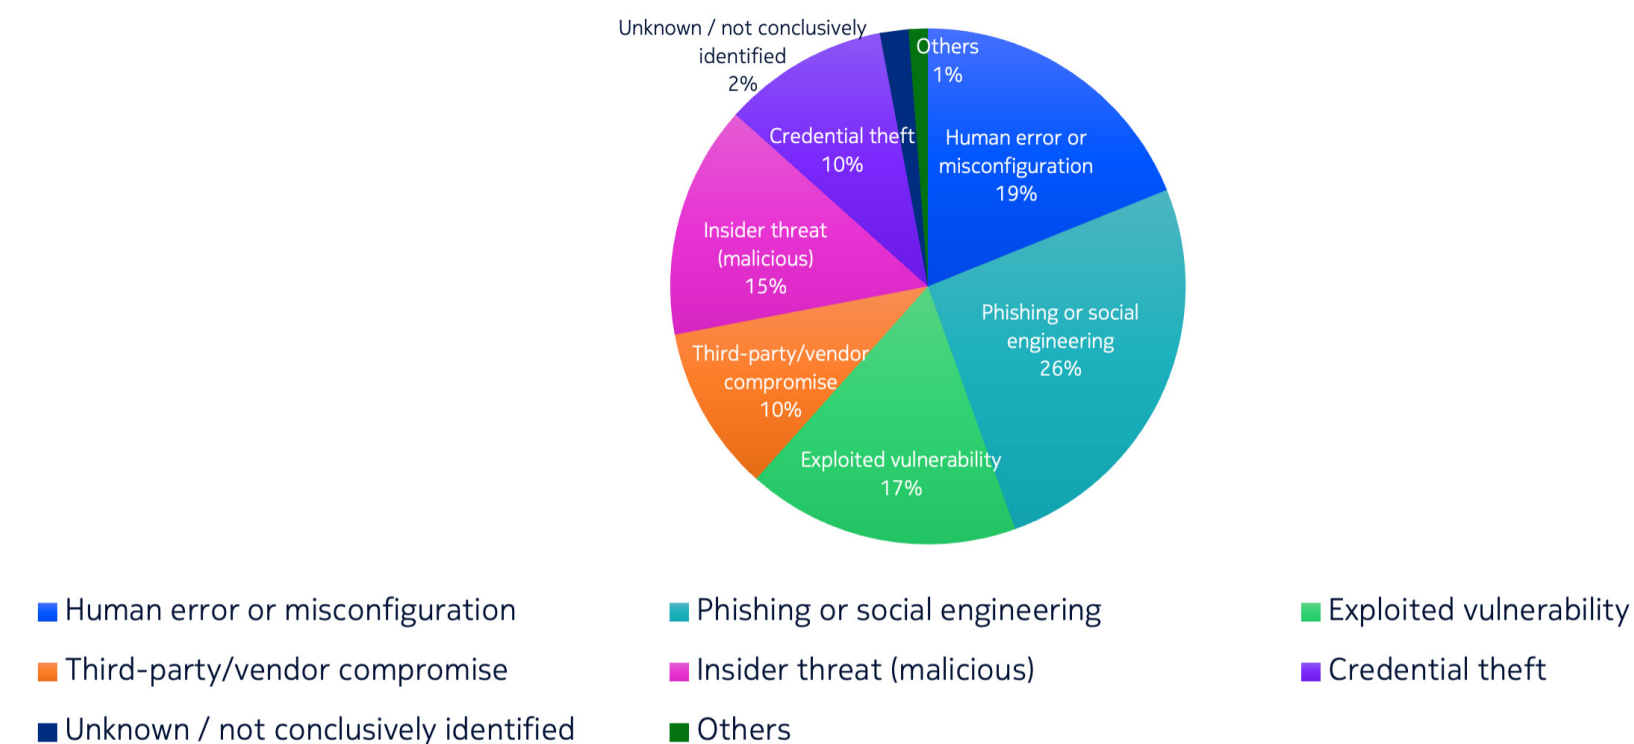 Unknown / not conclusively
identified
2%
Others
1%
Credential theft
10%
Human error or
misconfiguration
19%
Insider threat
(malicious)
15%
Phishing or social
engineering
26%
Third-party/vendor
compromise
10%
Exploited vulnerability
17%
Human error or misconfiguration
Phishing or social engineering
Exploited vulnerability
Third-party/vendor compromise
Insider threat (malicious)
Credential theft
Unknown / not conclusively identified
Others